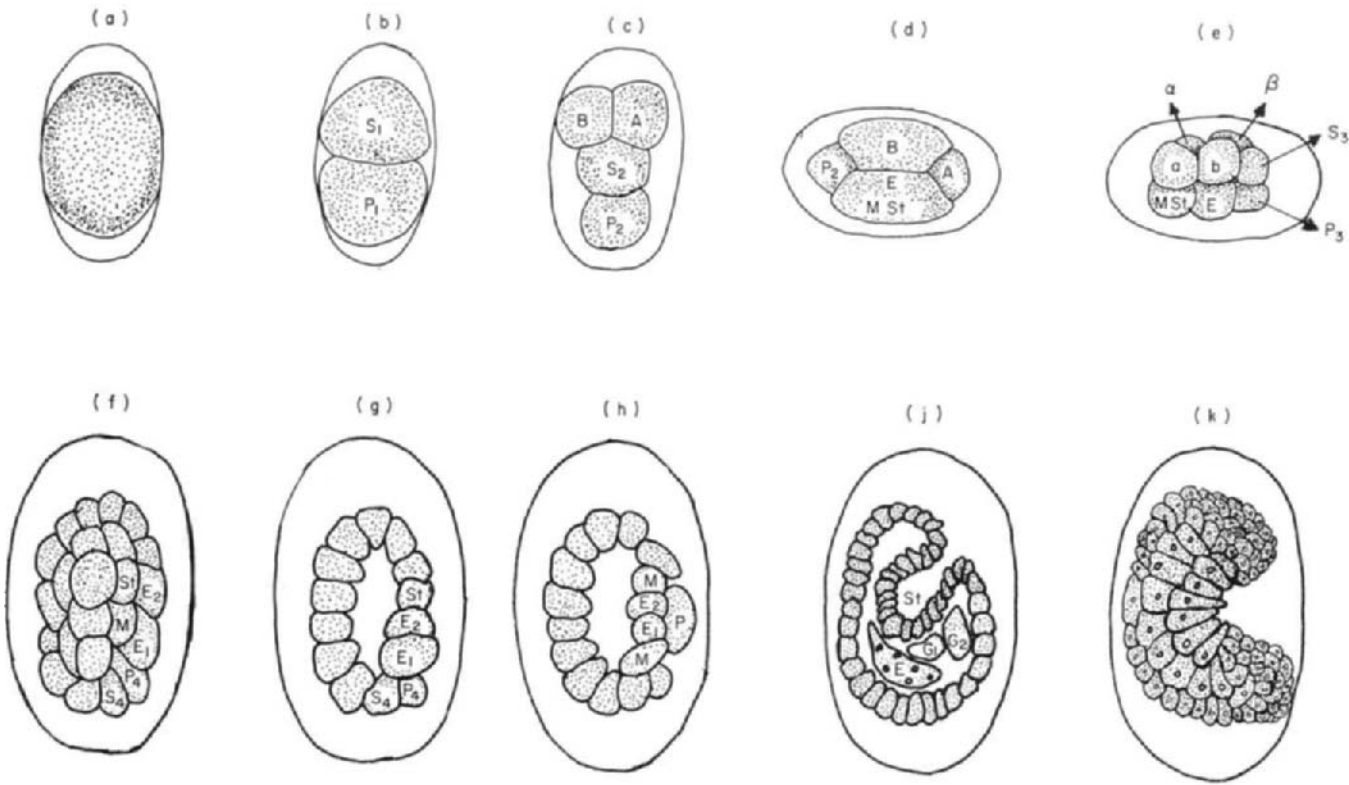 (a)
(b)
(c)
(d)
(e)
S1
P1
B A
S2
P2
B
P2 A
E
M St
α β
S3
a b
M St E
P3
(f)
(g)
(h)
(j)
(k)
St E2
M E1
P4
S4
St
E2
E1
S4 P4
M
E2 P
E1
M
St
G1 G2
E